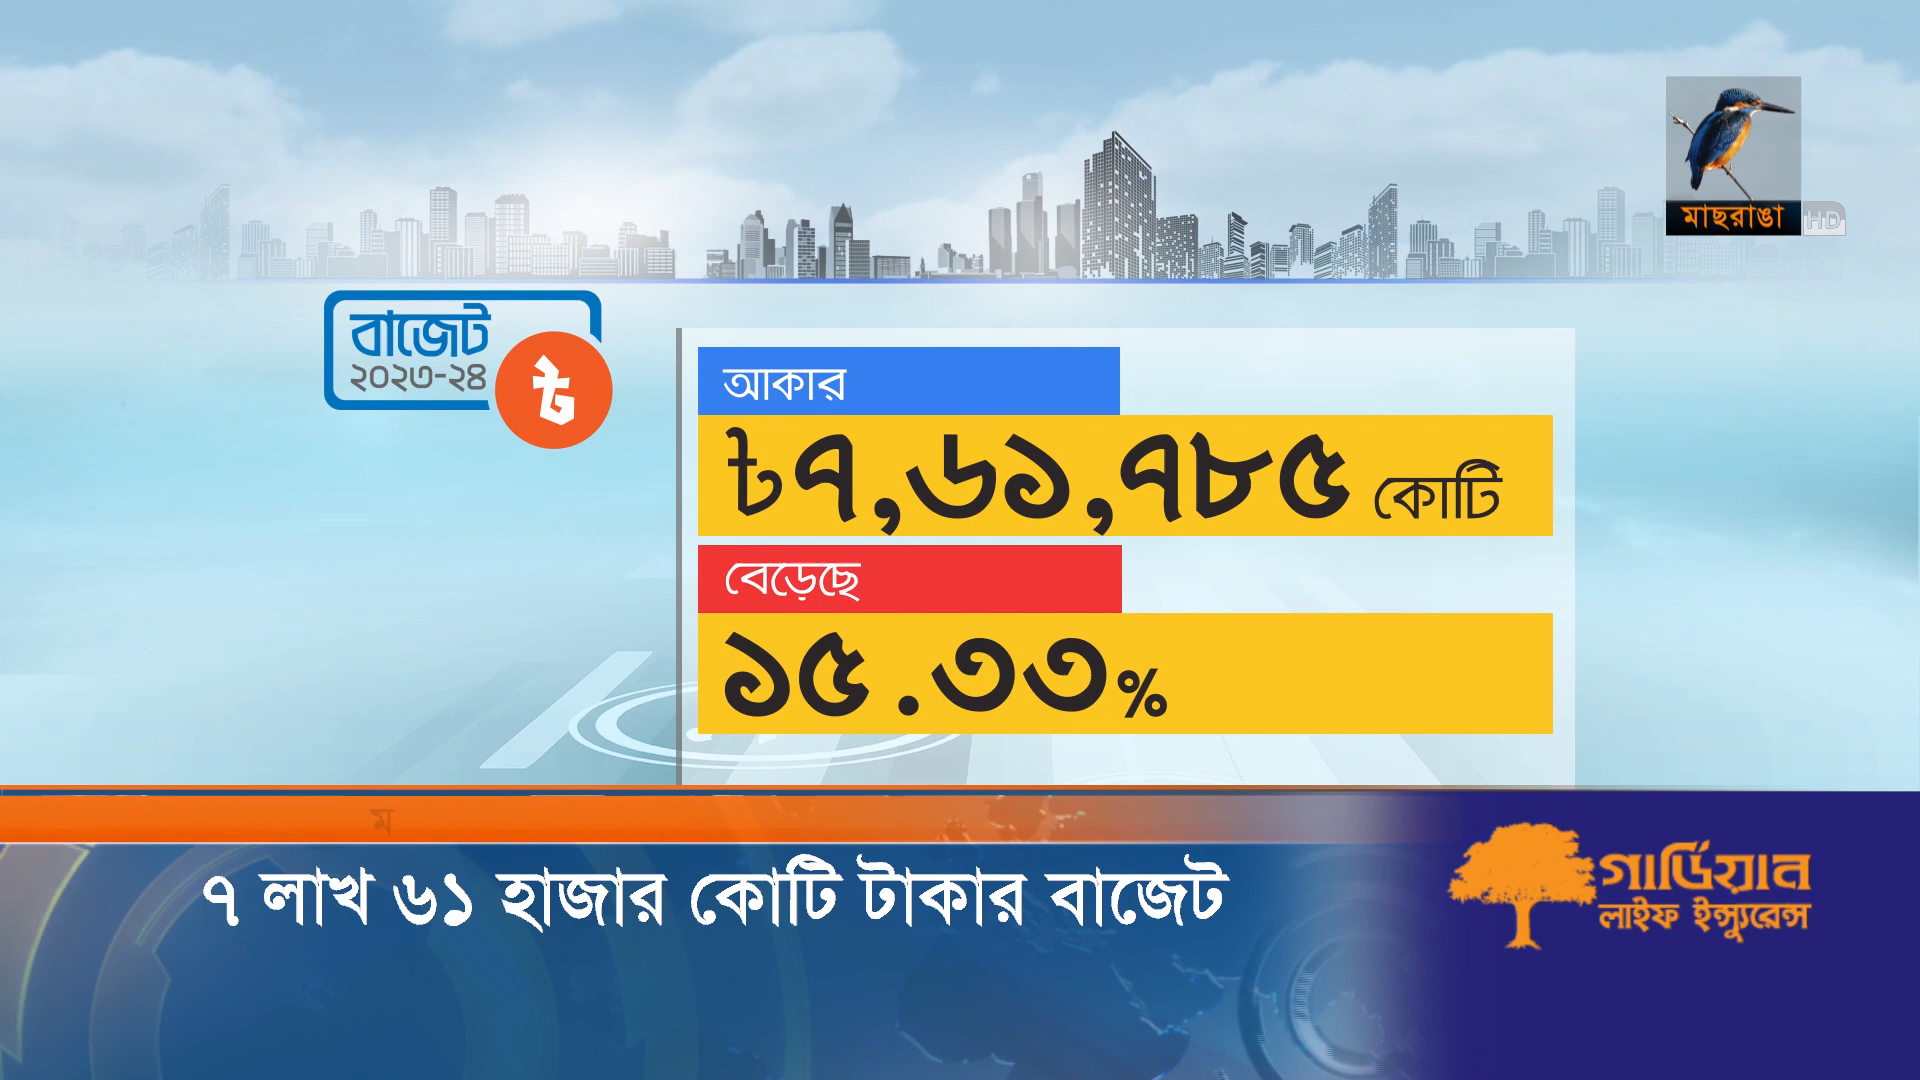 মাছরাঙা
HD
বাজেট
২০২৩-২৪
৳
আকার
৳৭,৬১,৭৮৫ কোটি
বেড়েছে
১৫.৩৩%
ম
৭ লাখ ৬১ হাজার কোটি টাকার বাজেট
গার্ডিয়ান
লাইফ ইন্স্যুরেন্স